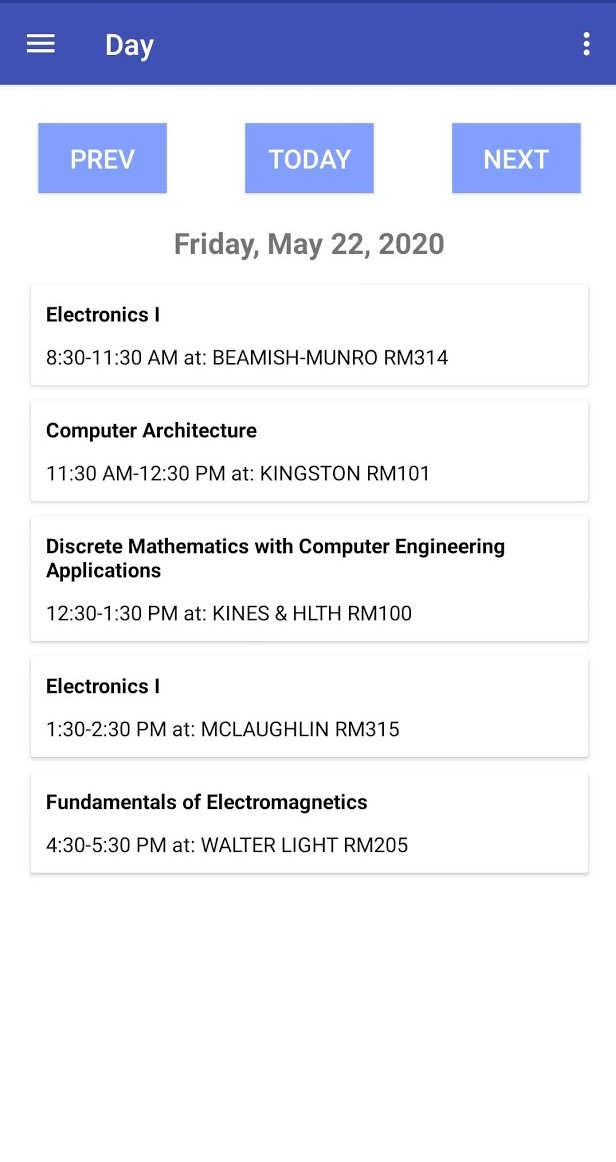 Day
PREV
TODAY
NEXT
Friday, May 22, 2020
Electronics I
8:30-11:30 AM at: BEAMISH-MUNRO RM314
Computer Architecture
11:30 AM-12:30 PM at: KINGSTON RM101
Discrete Mathematics with Computer Engineering
Applications
12:30-1:30 PM at: KINES & HLTH RM100
Electronics I
1:30-2:30 PM at: MCLAUGHLIN RM315
Fundamentals of Electromagnetics
4:30-5:30 PM at: WALTER LIGHT RM205